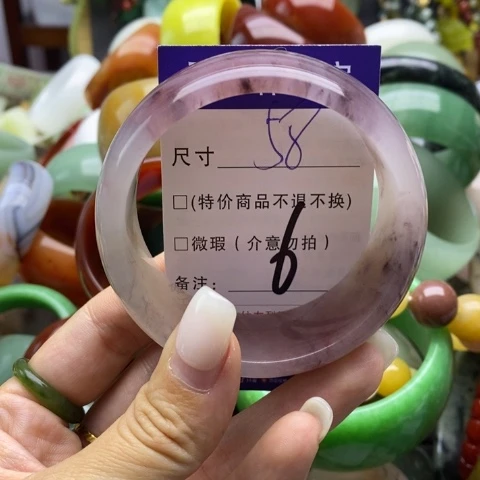 尺寸 58
□(特价商品不退不换)
□微瑕(介意勿拍)
备注: 6